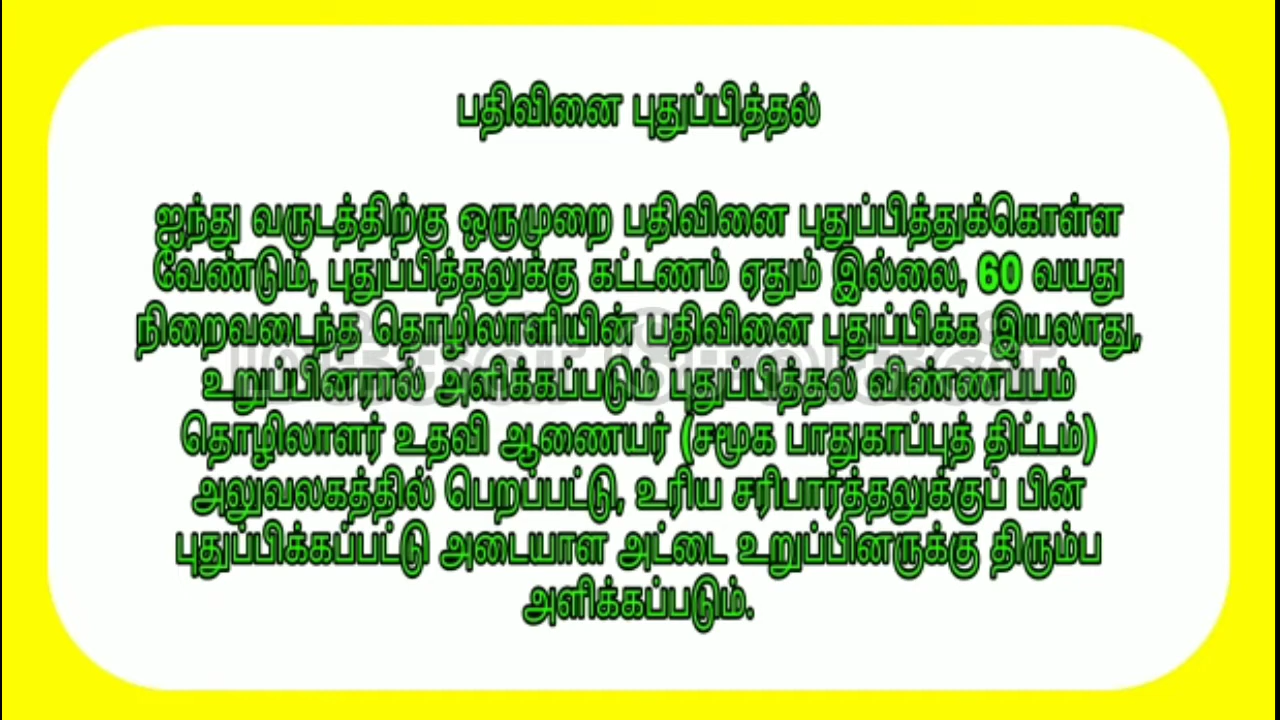 பதிவினை புதுப்பித்தல்
ஐந்து வருடத்திற்கு ஒருமுறை பதிவினை புதுப்பித்துக்கொள்ள
வேண்டும், புதுப்பித்தலுக்கு கட்டணம் ஏதும் இல்லை, 60 வயது
நிறைவடைந்த தொழிலாளியின் பதிவினை புதுப்பிக்க இயலாது,
உறுப்பினரால் அளிக்கப்படும் புதுப்பித்தல் விண்ணப்பம்
தொழிலாளர் உதவி ஆணையர் (சமூக பாதுகாப்புத் திட்டம்)
அலுவலகத்தில் பெறப்பட்டு, உரிய சரிபார்த்தலுக்குப் பின்
புதுப்பிக்கப்பட்டு அடையாள அட்டை உறுப்பினருக்கு திரும்ப
அளிக்கப்படும்.